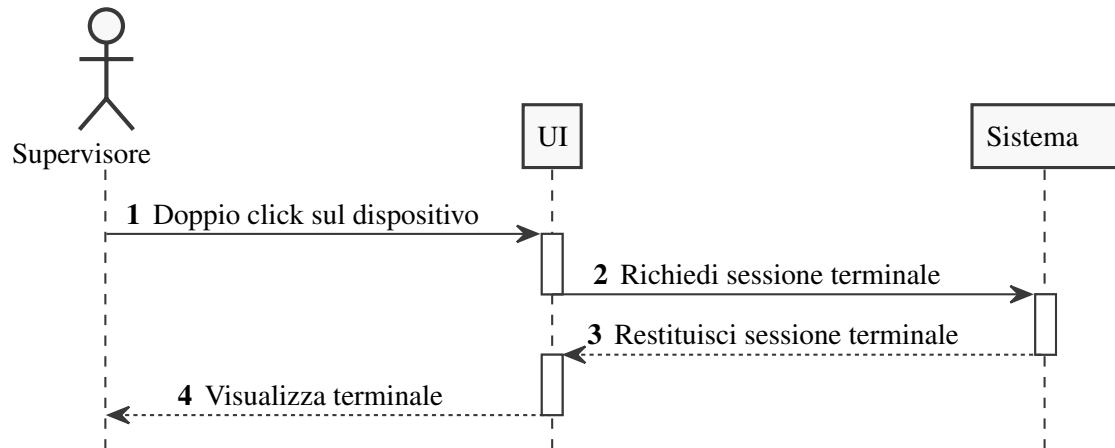 Supervisore
UI
Sistema
1 Doppio click sul dispositivo
2 Richiedi sessione terminale
3 Restituisci sessione terminale
4 Visualizza terminale